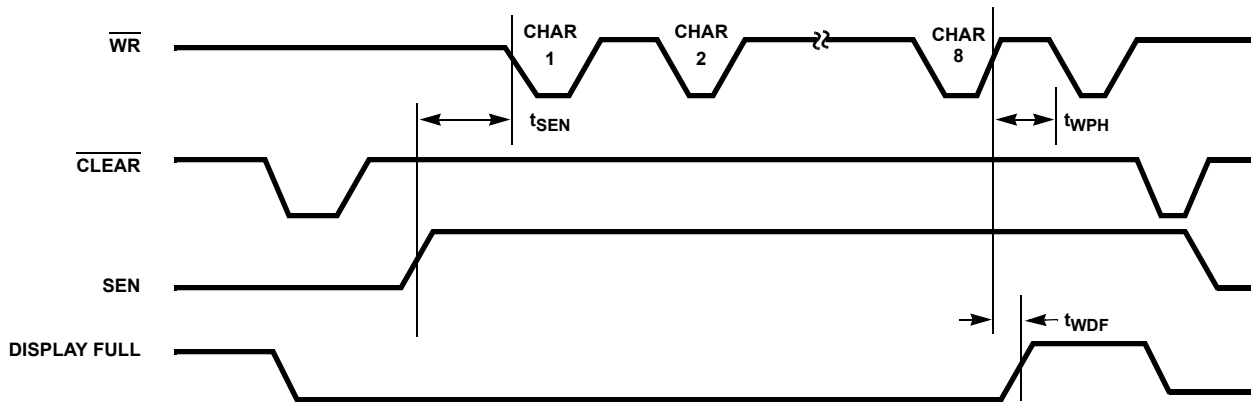 WR
CHAR
1
CHAR
2
CHAR
8
tSEN
tWPH
CLEAR
SEN
tWDF
DISPLAY FULL